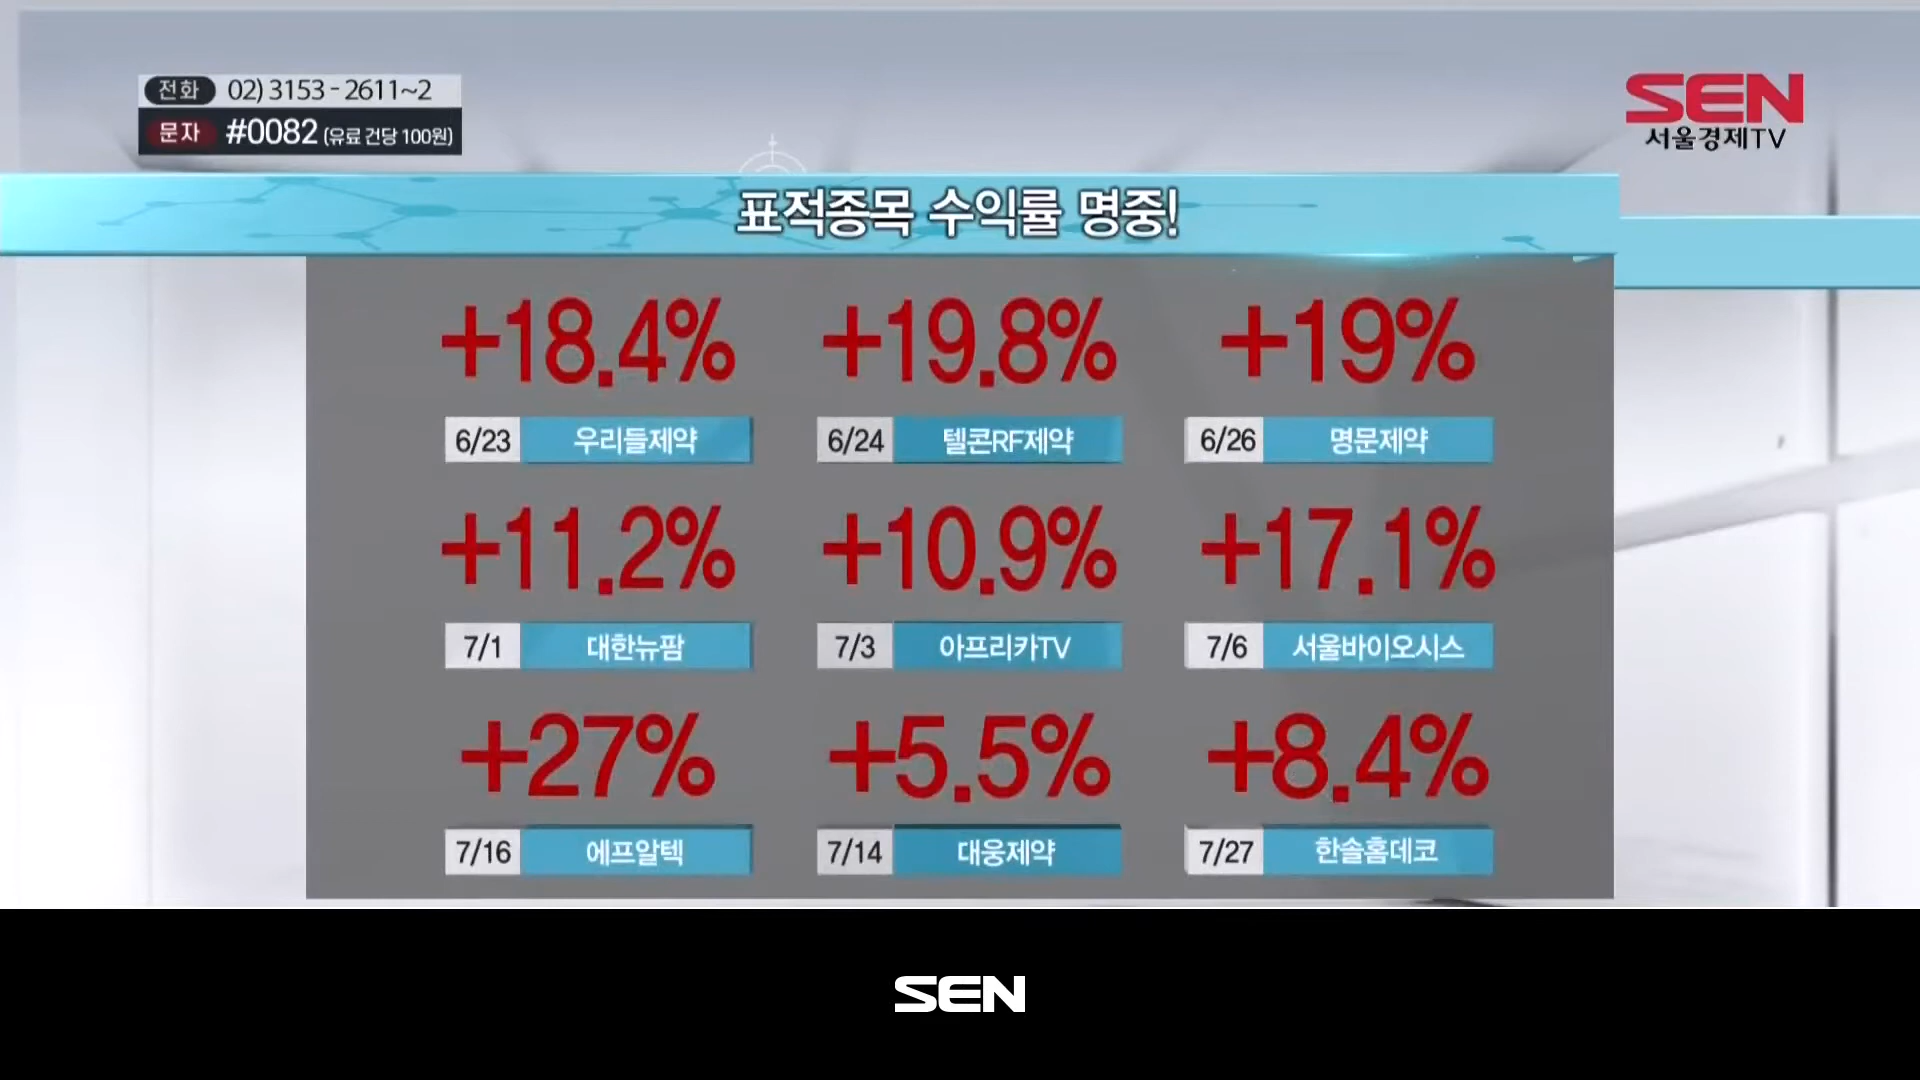 전화 02) 3153 - 2611~2
문자 #0082 (유료 건당 100원)
SEN
서울경제TV
표적종목 수익률 명중!
+18.4% +19.8% +19%
6/23 우리들제약 6/24 텔콘RF제약 6/26 명문제약
+11.2% +10.9% +17.1%
7/1 대한뉴팜 7/3 아프리카TV 7/6 서울바이오시스
+27% +5.5% +8.4%
7/16 에프알텍 7/14 대웅제약 7/27 한솔홈데코
SEN